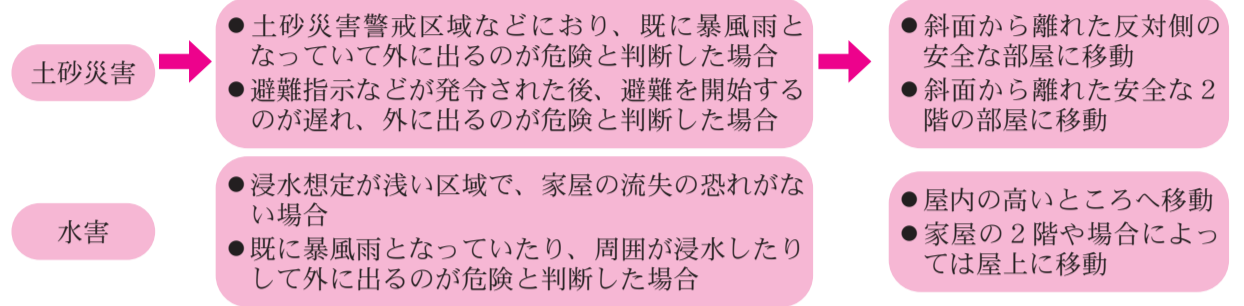 土砂災害
●土砂災害警戒区域などにおり、既に暴風雨と
なっていて外に出るのが危険と判断した場合
●避難指示などが発令された後、避難を開始する
のが遅れ、外に出るのが危険と判断した場合
●斜面から離れた反対側の
安全な部屋に移動
●斜面から離れた安全な2
階の部屋に移動
水害
●浸水想定が浅い区域で、家屋の流失の恐れがな
い場合
●既に暴風雨となっていたり、周囲が浸水したり
して外に出るのが危険と判断した場合
●屋内の高いところへ移動
●家屋の2階や場合によっ
ては屋上に移動